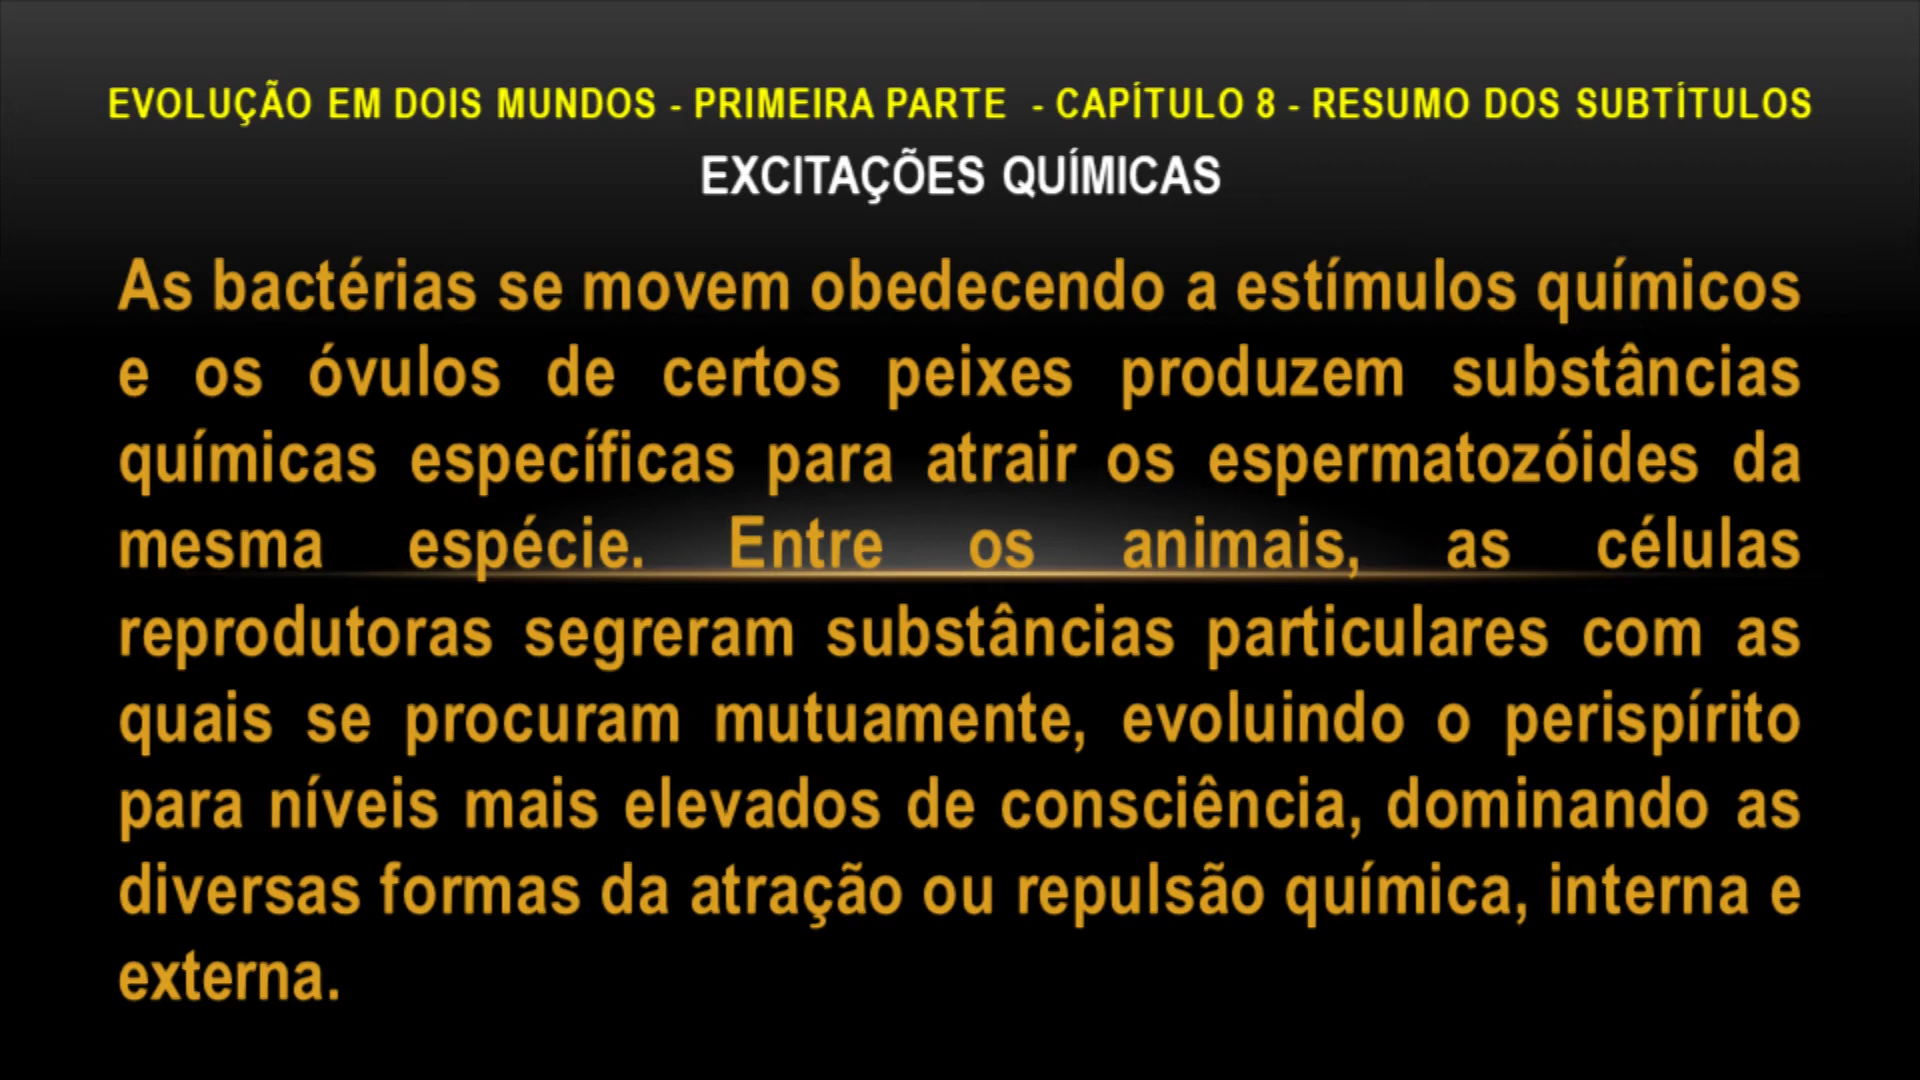 EVOLUÇÃO EM DOIS MUNDOS - PRIMEIRA PARTE - CAPÍTULO 8 - RESUMO DOS SUBTÍTULOS
EXCITAÇÕES QUÍMICAS
As bactérias se movem obedecendo a estímulos químicos
e os óvulos de certos peixes produzem substâncias
químicas específicas para atrair os espermatozóides da
mesma espécie. Entre os animais, as células
reprodutoras segreram substâncias particulares com as
quais se procuram mutuamente, evoluindo o perispírito
para níveis mais elevados de consciência, dominando as
diversas formas da atração ou repulsão química, interna e
externa.